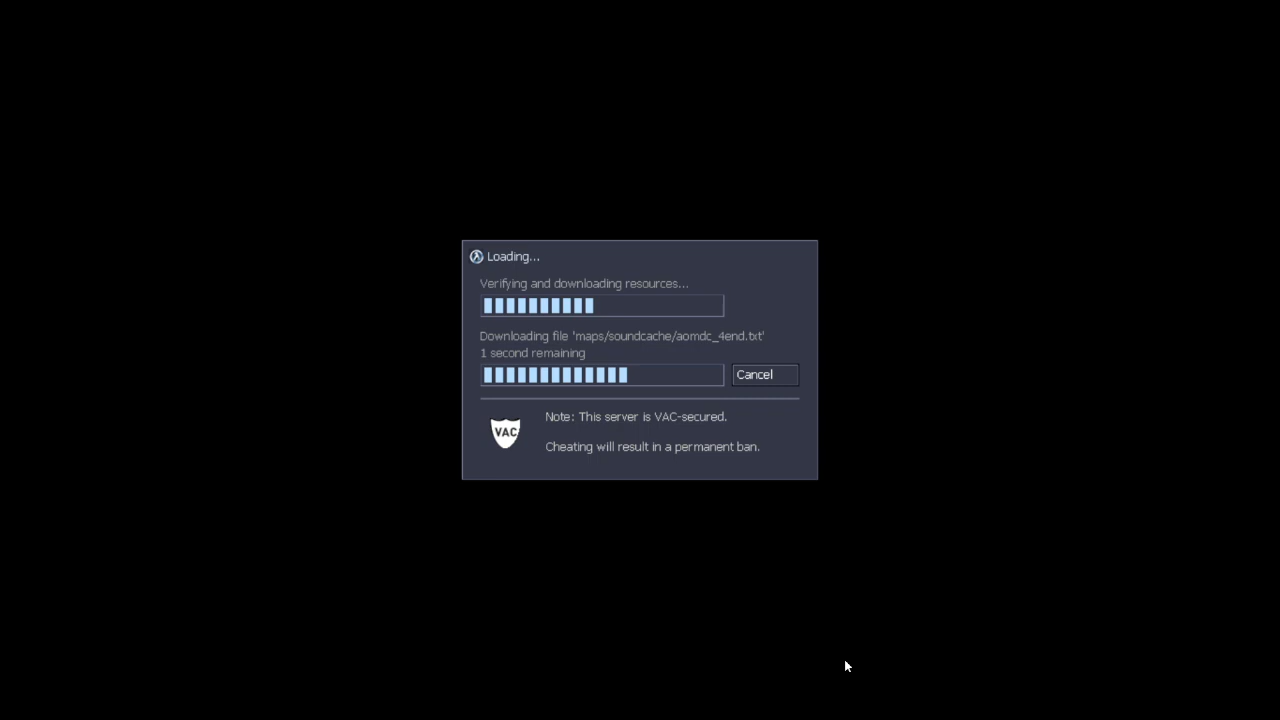 Loading...
Verifying and downloading resources...
Downloading file 'maps/soundcache/aomdc_4end.txt'
1 second remaining
Cancel
VAC
Note: This server is VAC-secured.
Cheating will result in a permanent ban.